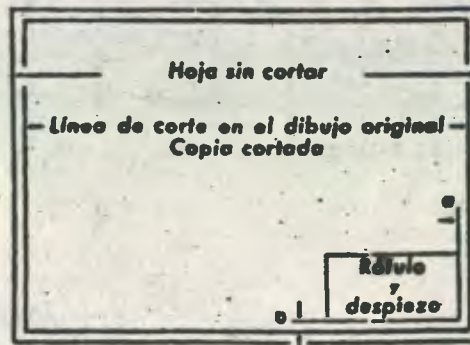 Hoja sin cortar
Línea de corte en el dibujo original
Copia cortada
a
Rótulo
y
despiezo